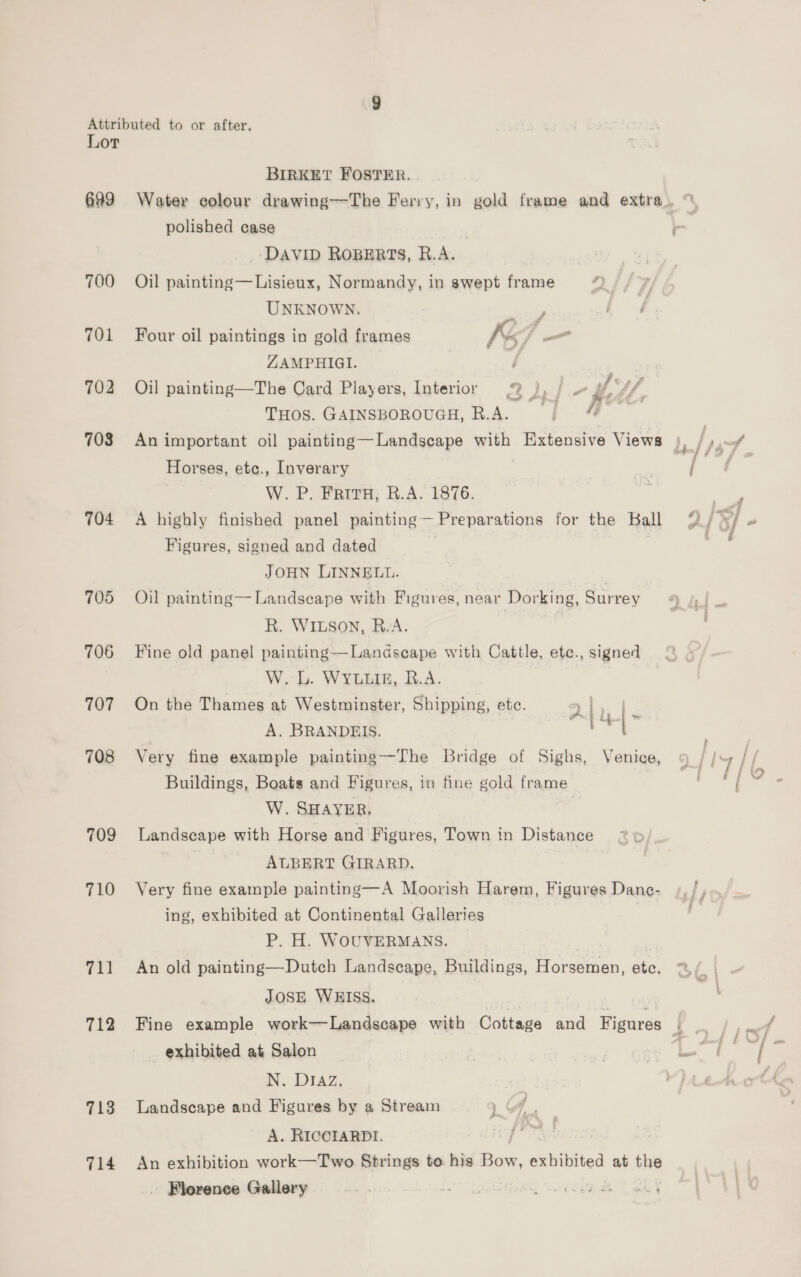 9
Attributed to or after.
Lot
BIRKET FOSTER.
699 Water colour drawing—The Ferry, in gold frame and extra
polished case
DAVID ROBERTS, R.A.
700 Oil painting—Lisieux, Normandy, in swept frame
UNKNOWN.
701 Four oil paintings in gold frames
ZAMPHIGI.
702 Oil painting—The Card Players, Interior
THOS. GAINSBOROUGH, R.A.
703 An important oil painting—Landscape with Extensive Views
Horses, etc., Inverary
W. P. FRITH, R.A. 1876.
704 A highly finished panel painting—Preparations for the Ball
Figures, signed and dated
JOHN LINNELL.
705 Oil painting—Landscape with Figures, near Dorking, Surrey
R. WILSON, R.A.
706 Fine old panel painting—Landscape with Cattle, etc., signed
W. L. WYLLIE, R.A.
707 On the Thames at Westminster, Shipping, etc.
A. BRANDEIS.
708 Very fine example painting—The Bridge of Sighs, Venice,
Buildings, Boats and Figures, in fine gold frame
W. SHAYER.
709 Landscape with Horse and Figures, Town in Distance
ALBERT GIRARD.
710 Very fine example painting—A Moorish Harem, Figures Danc-
ing, exhibited at Continental Galleries
P. H. WOUVERMANS.
711 An old painting—Dutch Landscape, Buildings, Horsemen, etc.
JOSE WEISS.
712 Fine example work—Landscape with Cottage and Figures
exhibited at Salon
N. DIAZ.
713 Landscape and Figures by a Stream
A. RICCIARDI.
714 An exhibition work—Two Strings to his Bow, exhibited at the
Florence Gallery